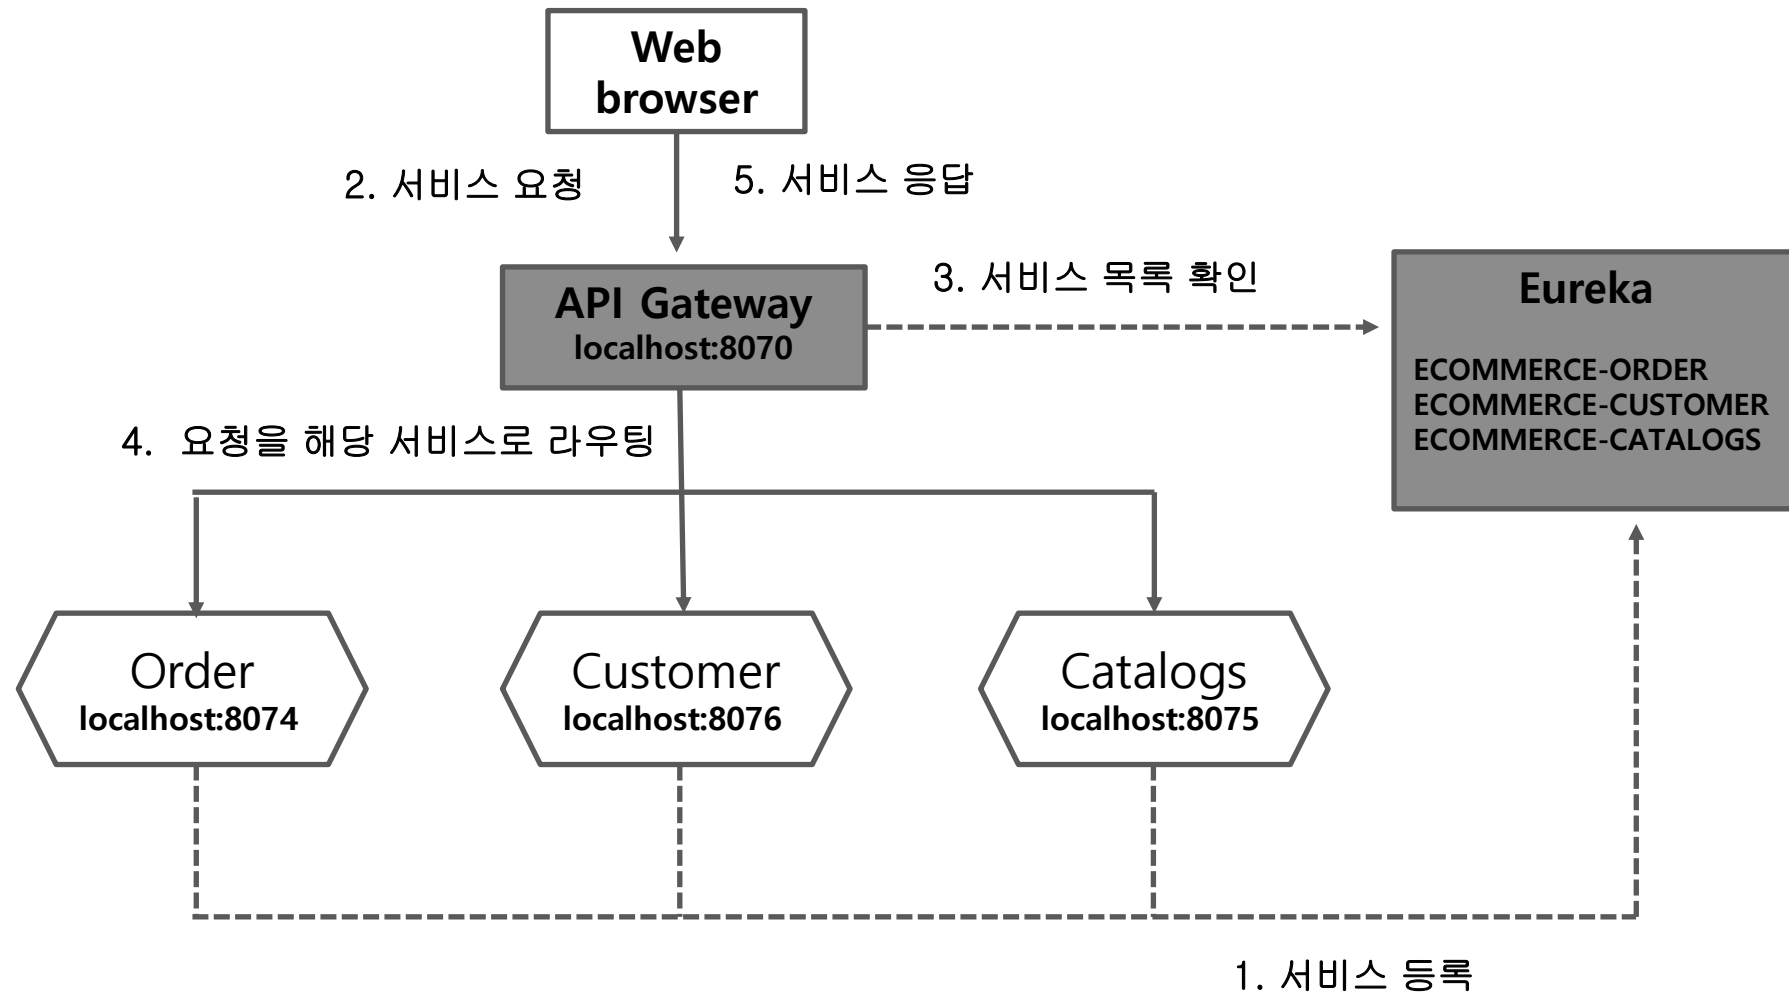 Web
browser
2. 서비스 요청
5. 서비스 응답
API Gateway
localhost:8070
3. 서비스 목록 확인
Eureka
ECOMMERCE-ORDER
ECOMMERCE-CUSTOMER
ECOMMERCE-CATALOGS
4. 요청을 해당 서비스로 라우팅
Order
localhost:8074
Customer
localhost:8076
Catalogs
localhost:8075
1. 서비스 등록